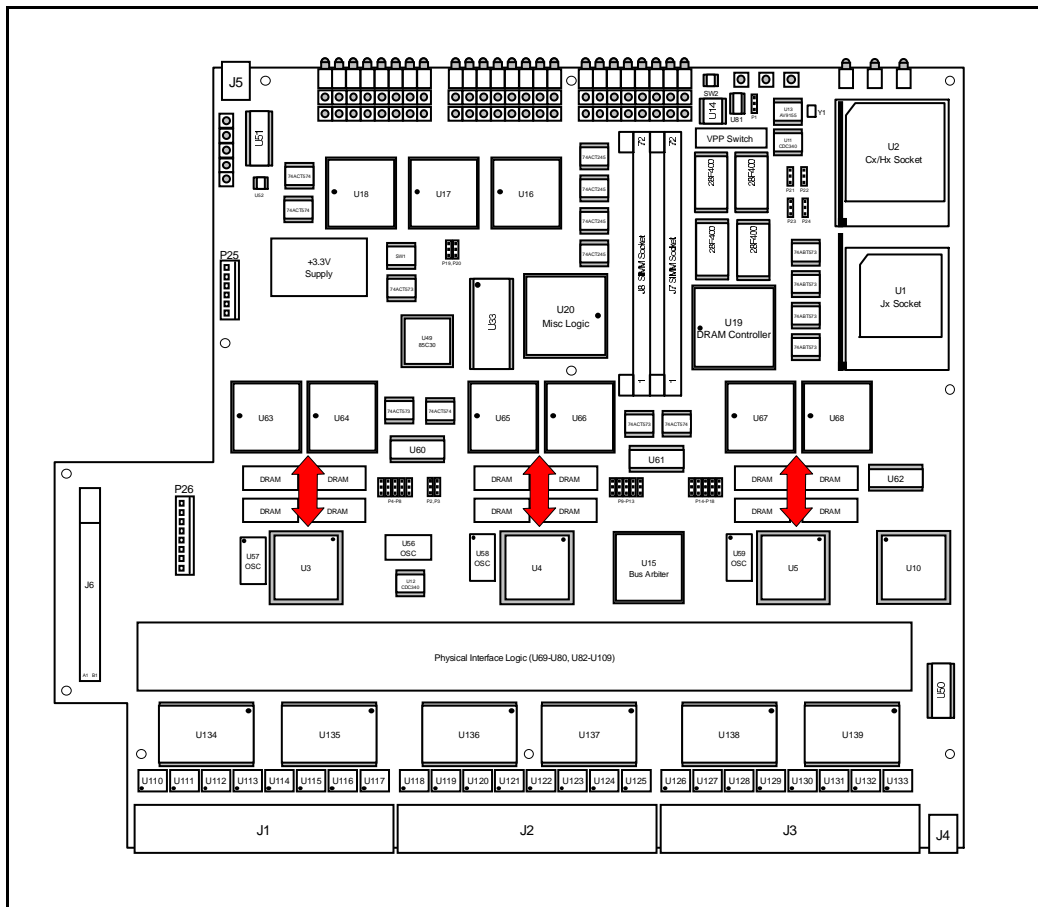 J5
SW2
U14
U81
P1
U13
AV9155
Y1
U51
U11
CDC340
VPP Switch
U2
Cx/Hx Socket
72
72
74ACT245
28F400
28F400
U52
74ACT574
74ACT574
U18
U17
U16
74ACT245
74ACT245
74ACT245
P21
P22
P23
P24
P25
+3.3V
Supply
SW1
P19, P20
74ACT573
U33
U20
Misc Logic
J8 SIMM Socket
J7 SIMM Socket
28F400
28F400
74ABT573
74ABT573
74ABT573
74ABT573
U1
Jx Socket
U49
85C30
U19
DRAM Controller
1
1
U63
U64
74ACT573
74ACT574
U65
U66
74ACT573
74ACT574
U67
U68
U60
U61
U62
DRAM
DRAM
DRAM
DRAM
DRAM
DRAM
DRAM
DRAM
DRAM
DRAM
DRAM
DRAM
P26
P4-P8
P2,P3
P9-P13
P14-P18
J6
A1 B1
U57
OSC
U3
U56
OSC
U12
CDC340
U58
OSC
U4
U15
Bus Arbiter
U59
OSC
U5
U10
Physical Interface Logic (U69-U80, U82-U109)
U50
U134
U135
U136
U137
U138
U139
U110 U111 U112 U113 U114 U115 U116 U117 U118 U119 U120 U121 U122 U123 U124 U125 U126 U127 U128 U129 U130 U131 U132 U133
J1
J2
J3
J4